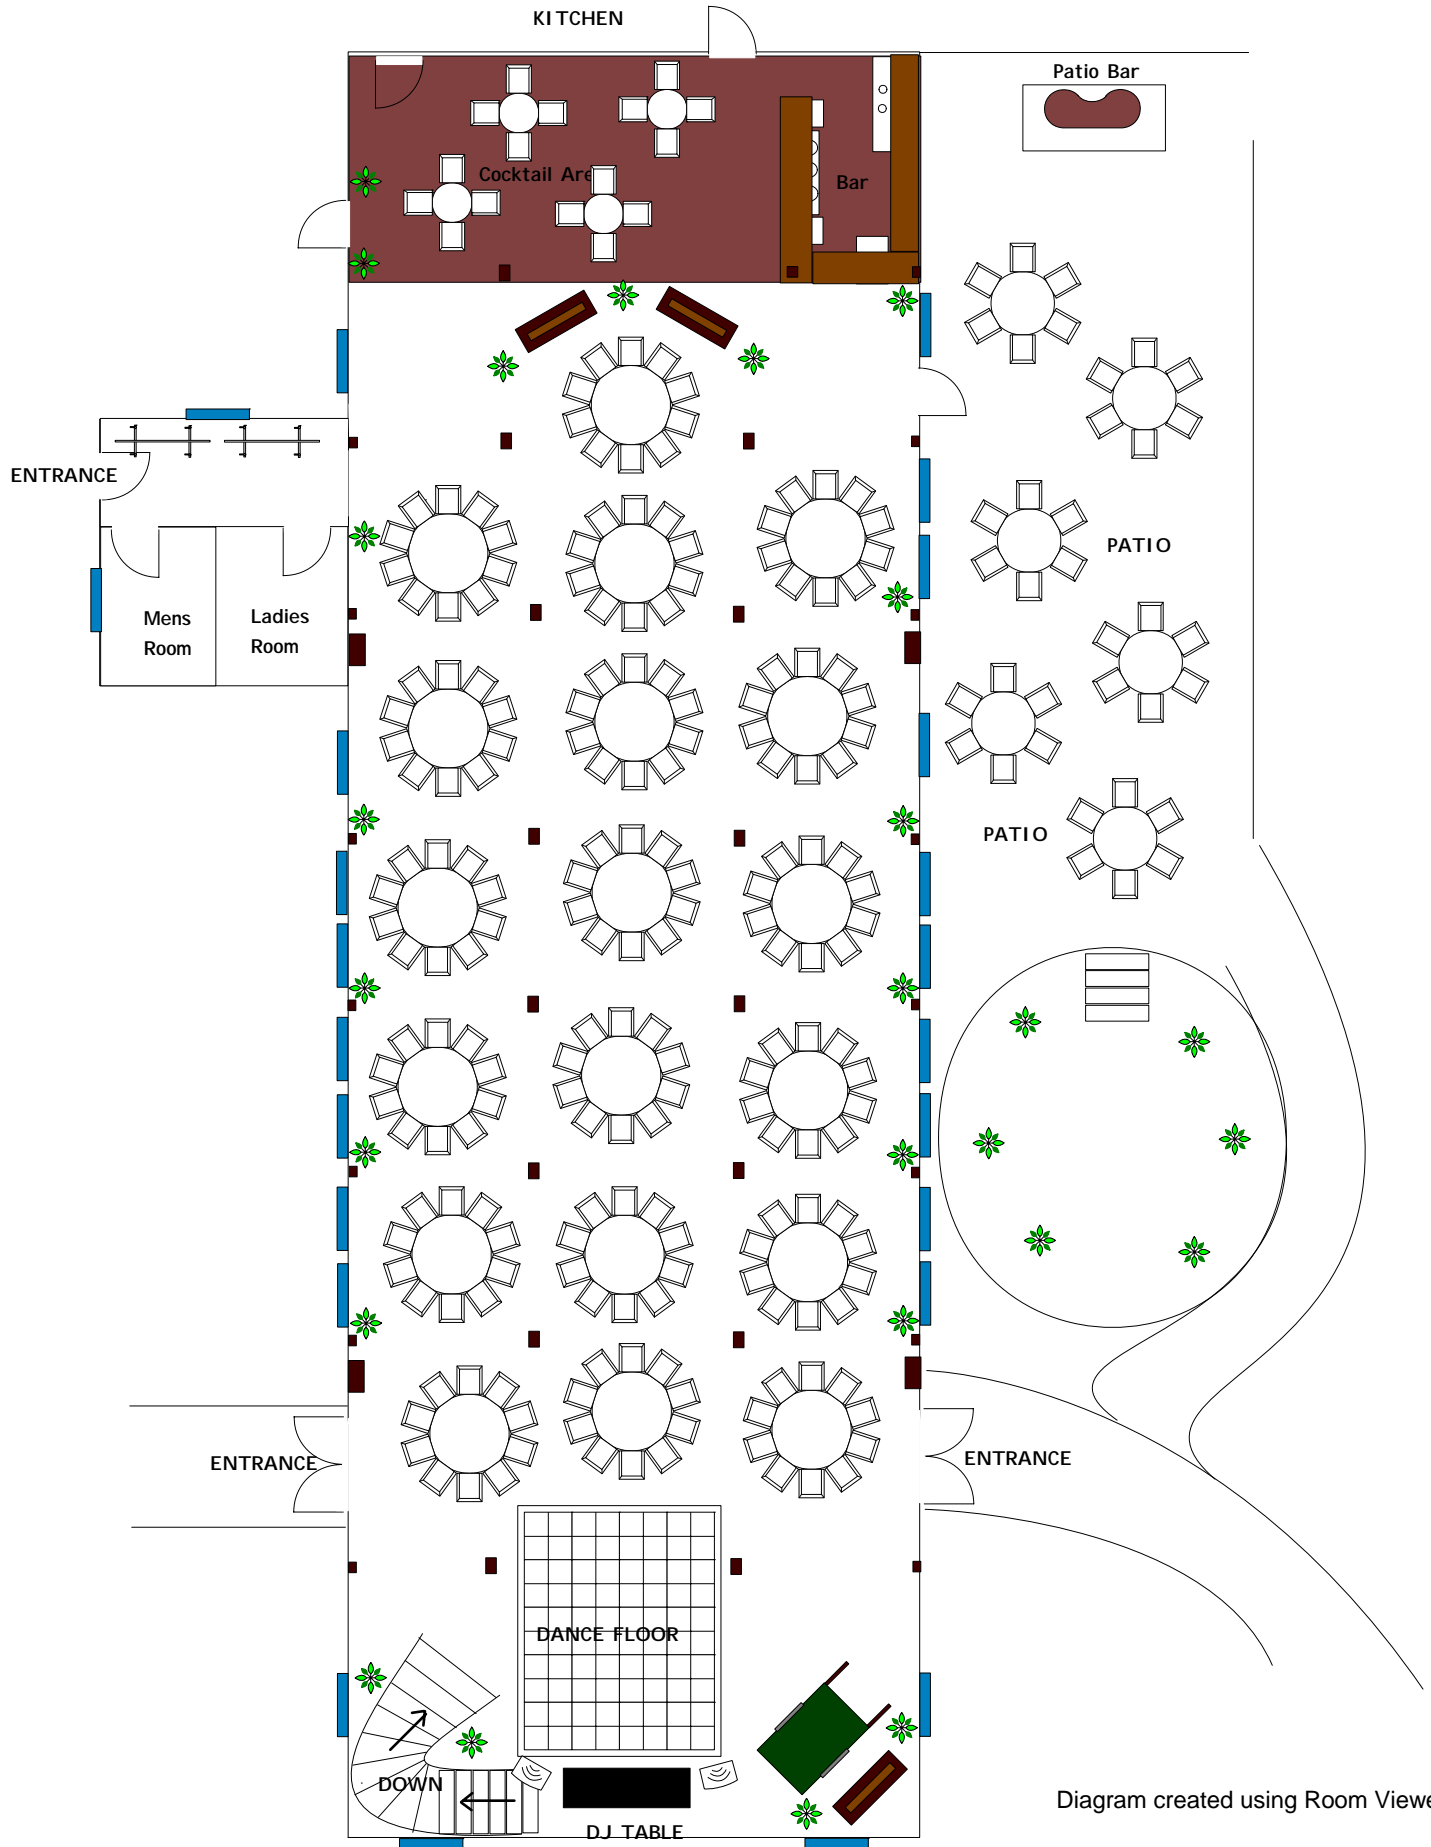 KITCHEN
Patio Bar
Cocktail Are
Bar
ENTRANCE
PATIO
Mens
Room
Ladies
Room
PATIO
ENTRANCE
ENTRANCE
DANCE FLOOR
DOWN
DJ TABLE
Diagram created using Room Viewe